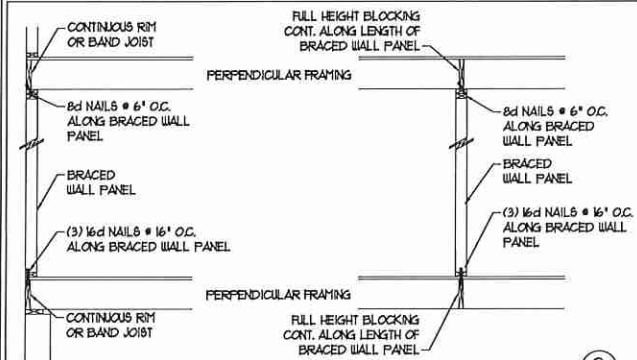 CONTINUOUS RIM
OR BAND JOIST
FULL HEIGHT BLOCKING
CONT. ALONG LENGTH OF
BRACED WALL PANEL
PERPENDICULAR FRAMING
8d NAILS @ 6" O.C.
ALONG BRACED WALL
PANEL
8d NAILS @ 6" O.C.
ALONG BRACED
WALL PANEL
BRACED
WALL PANEL
BRACED
WALL PANEL
(3) 16d NAILS @ 16" O.C.
ALONG BRACED WALL PANEL
(3) 16d NAILS @ 16" O.C.
ALONG BRACED WALL
PANEL
PERPENDICULAR FRAMING
CONTINUOUS RIM
OR BAND JOIST
FULL HEIGHT BLOCKING
CONT. ALONG LENGTH OF
BRACED WALL PANEL